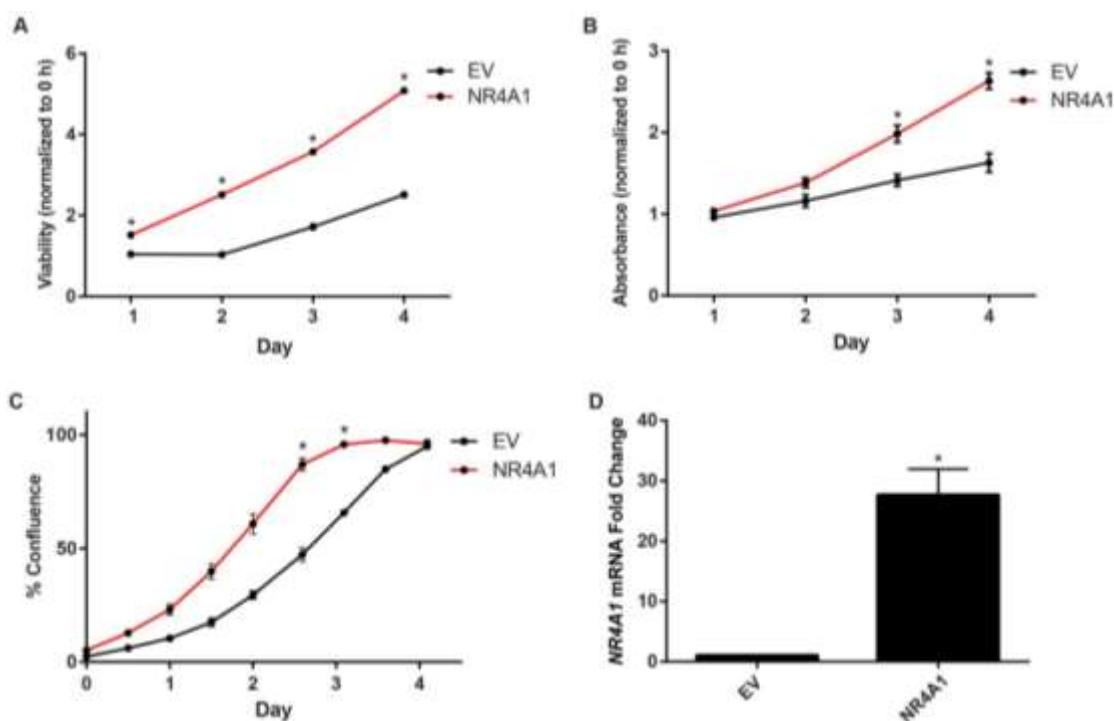 A
Viability (normalized to 0 h)
6
4
2
0
* * * *
EV
NR4A1
1 2 3 4
Day
B
Absorbance (normalized to 0 h)
3
2
1
0
* *
EV
NR4A1
1 2 3 4
Day
C
% Confluence
100
50
0
* *
EV
NR4A1
0 1 2 3 4
Day
D
NR4A1 mRNA Fold Change
40
30
20
10
0
*
EV
NR4A1